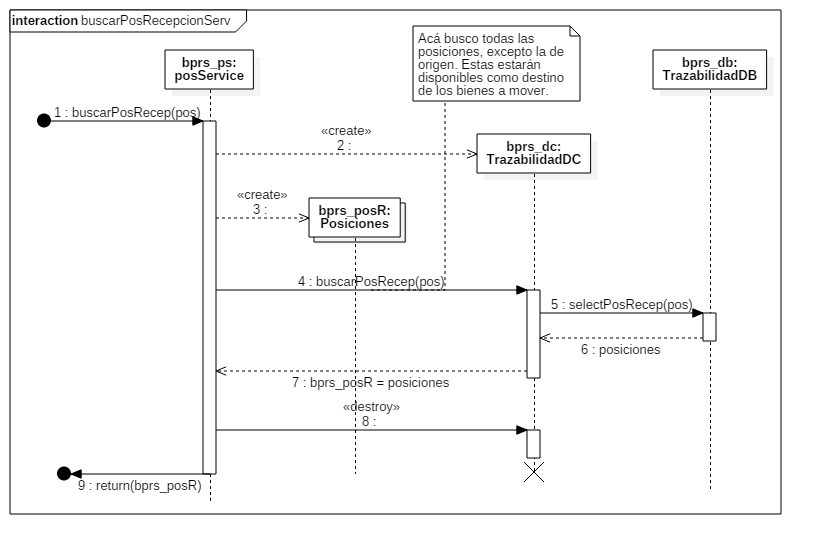 interaction buscarPosRecepcionServ
Acá busco todas las
posiciones, excepto la de
origen. Estas estarán
disponibles como destino
de los bienes a mover.
bprs_ps:
posService
bprs_db:
TrazabilidadDB
1 : buscarPosRecep(pos)
«create»
2 :
bprs_dc:
TrazabilidadDC
«create»
3 :
bprs_posR:
Posiciones
4 : buscarPosRecep(pos)
5 : selectPosRecep(pos)
6 : posiciones
7 : bprs_posR = posiciones
«destroy»
8 :
9 : return(bprs_posR)